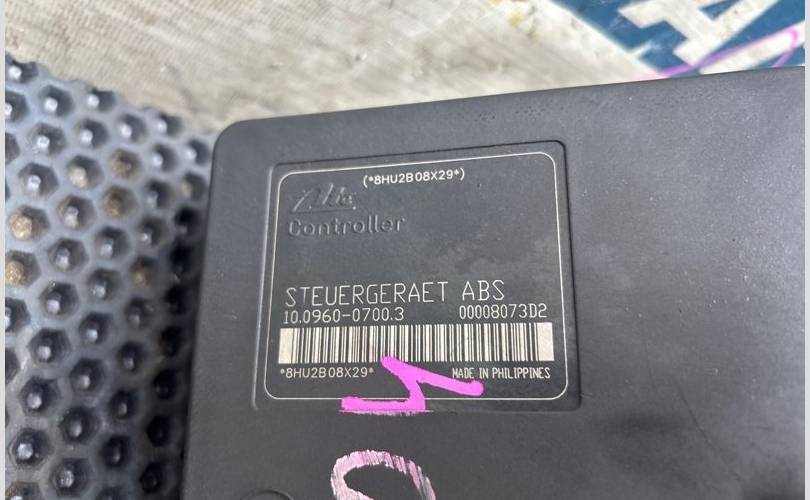 (*8HU2B08X29*)
Ate
Controller
STEUERGERAET ABS
10.0960-0700.3 00008073D2
*8HU2B08X29* MADE IN PHILIPPINES